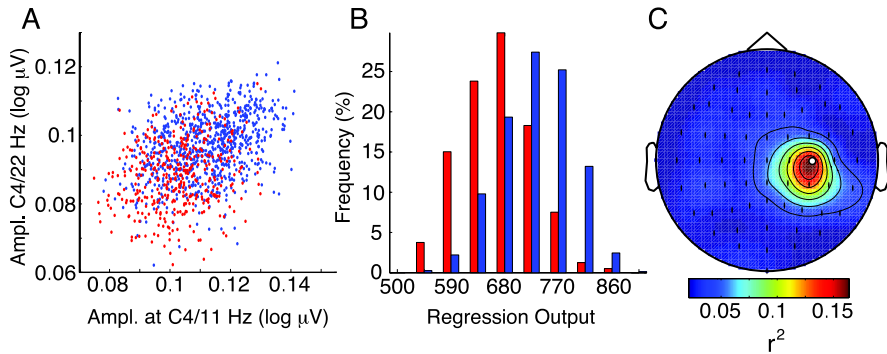 A
B
C
Ampl. C4/22 Hz (log μV)
0.12
0.1
0.08
0.06
0.08
0.1
0.12
0.14
Ampl. at C4/11 Hz (log μV)
Frequency (%)
25
20
15
10
5
0
500
590
680
770
860
Regression Output
0.05
0.1
0.15
r²